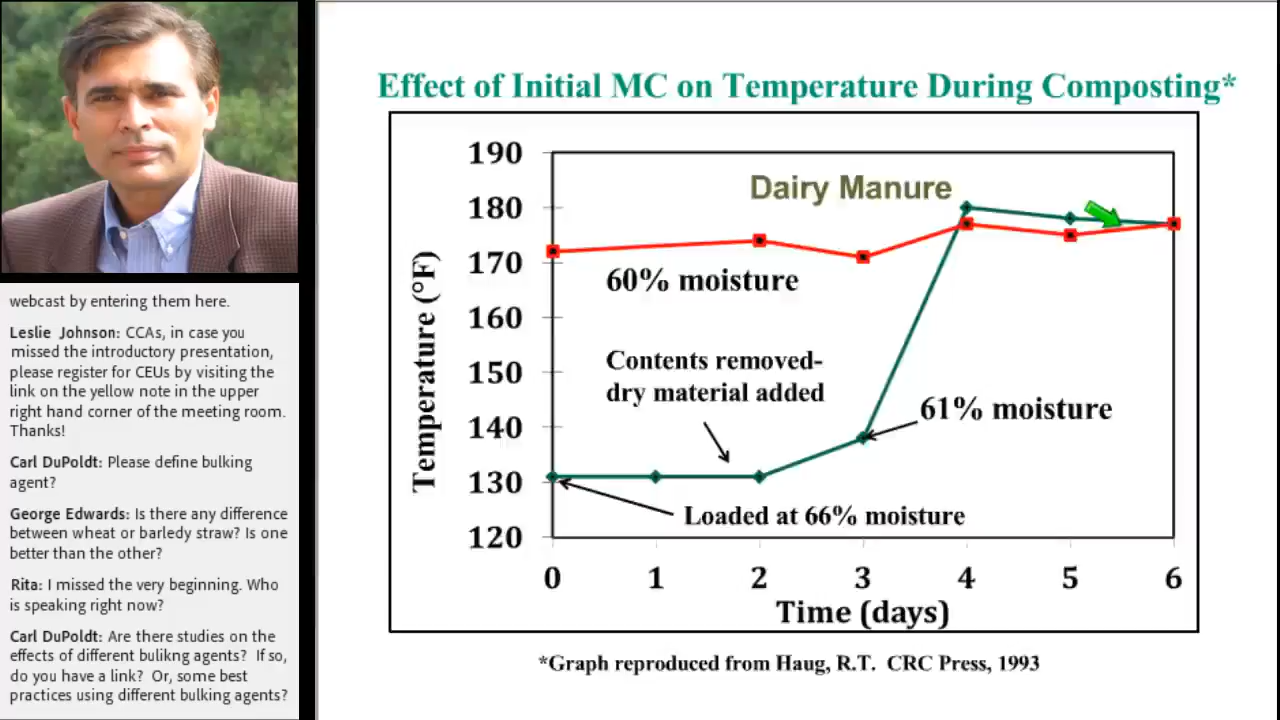 webcast by entering them here.
Leslie Johnson: CCAs, in case you
missed the introductory presentation,
please register for CEUs by visiting the
link on the yellow note in the upper
right hand corner of the meeting room.
Thanks!
Carl DuPoldt: Please define bulking
agent?
George Edwards: Is there any difference
between wheat or barledy straw? Is one
better than the other?
Rita: I missed the very beginning. Who
is speaking right now?
Carl DuPoldt: Are there studies on the
effects of different bulikng agents? If so,
do you have a link? Or, some best
practices using different bulking agents?
Effect of Initial MC on Temperature During Composting*
Temperature (°F)
190
180
170
160
150
140
130
120
Dairy Manure
60% moisture
Contents removed-
dry material added
61% moisture
Loaded at 66% moisture
0 1 2 3 4 5 6
Time (days)
*Graph reproduced from Haug, R.T. CRC Press, 1993